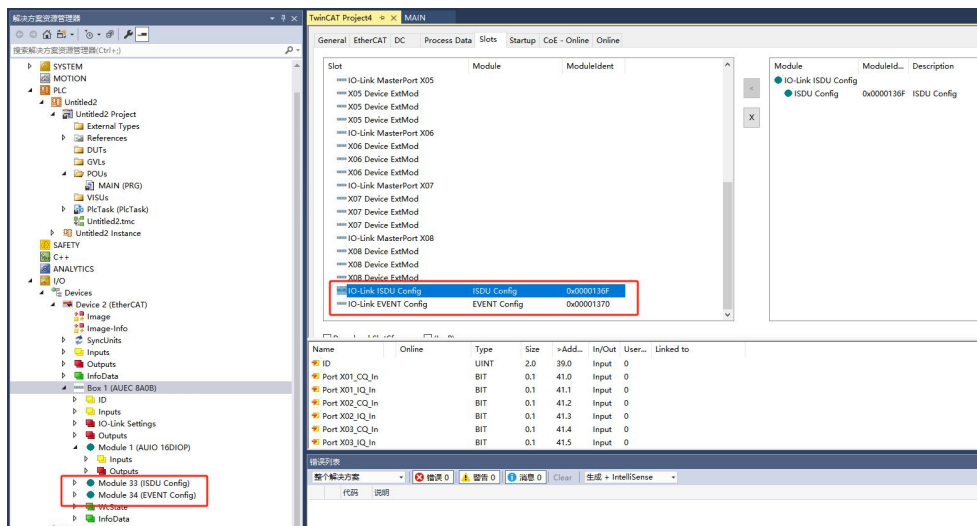 解决方案资源管理器
搜索解决方案资源管理器(Ctrl+;)
SYSTEM
MOTION
PLC
Untitled2
Untitled2 Project
External Types
References
DUTs
GVLs
POUs
MAIN (PRG)
VISUs
PlcTask (PlcTask)
Untitled2.tmc
Untitled2 Instance
SAFETY
C++
ANALYTICS
I/O
Devices
Device 2 (EtherCAT)
Image
Image-Info
SyncUnits
Inputs
Outputs
InfoData
Box 1 (AUEC 8A0B)
ID
Inputs
IO-Link Settings
Outputs
Module 1 (AUIO 16DIOP)
Inputs
Outputs
Module 33 (ISDU Config)
Module 34 (EVENT Config)
WcState
InfoData
TwinCAT Project4 MAIN
General EtherCAT DC Process Data Slots Startup CoE - Online Online
Slot Module ModuleIdent
IO-Link MasterPort X05
X05 Device ExtMod
X05 Device ExtMod
X05 Device ExtMod
IO-Link MasterPort X06
X06 Device ExtMod
X06 Device ExtMod
X06 Device ExtMod
IO-Link MasterPort X07
X07 Device ExtMod
X07 Device ExtMod
X07 Device ExtMod
IO-Link MasterPort X08
X08 Device ExtMod
X08 Device ExtMod
X08 Device ExtMod
IO-Link ISDU Config ISDU Config 0x0000136F
IO-Link EVENT Config EVENT Config 0x00001370
<
X
Module ModuleId... Description
IO-Link ISDU Config
ISDU Config 0x0000136F ISDU Config
Name Online Type Size >Add... In/Out User... Linked to
ID UINT 2.0 39.0 Input 0
Port X01_CQ_In BIT 0.1 41.0 Input 0
Port X01_IQ_In BIT 0.1 41.1 Input 0
Port X02_CQ_In BIT 0.1 41.2 Input 0
Port X02_IQ_In BIT 0.1 41.3 Input 0
Port X03_CQ_In BIT 0.1 41.4 Input 0
Port X03_IQ_In BIT 0.1 41.5 Input 0
错误列表
整个解决方案 错误 0 警告 0 消息 0 Clear 生成 + IntelliSense
代码 说明